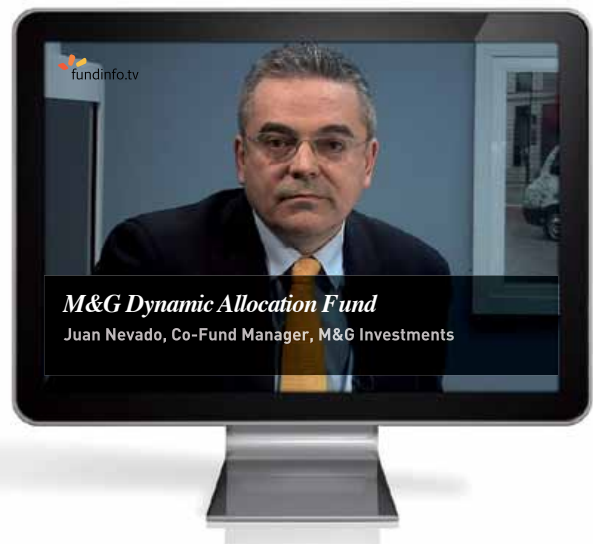 fundinfo.tv
M&G Dynamic Allocation Fund
Juan Nevado, Co-Fund Manager, M&G Investments